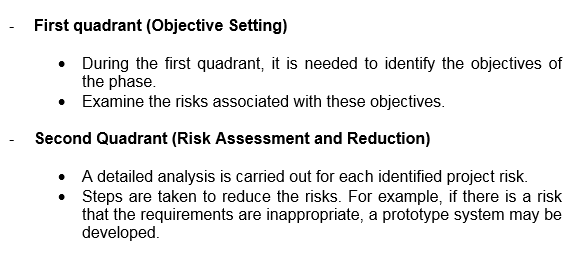 - First quadrant (Objective Setting)
• During the first quadrant, it is needed to identify the objectives of
the phase.
• Examine the risks associated with these objectives.
- Second Quadrant (Risk Assessment and Reduction)
• A detailed analysis is carried out for each identified project risk.
• Steps are taken to reduce the risks. For example, if there is a risk
that the requirements are inappropriate, a prototype system may be
developed.